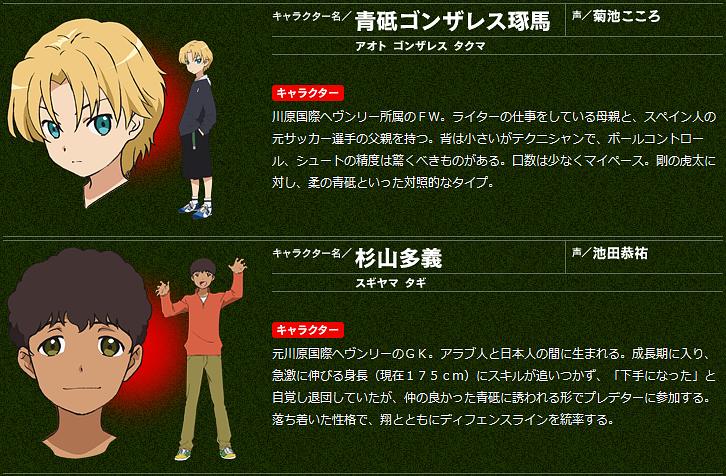 キャラクター名／青砥ゴンザレス琢馬 声／菊池こころ
アオト ゴンザレス タクマ
キャラクター
川原国際ヘヴンリー所属のＦＷ。ライターの仕事をしている母親と、スペイン人の
元サッカー選手の父親を持つ。背は小さいがテクニシャンで、ボールコントロー
ル、シュートの精度は驚くべきものがある。口数は少なくマイペース。剛の虎太に
対し、柔の青砥といった対照的なタイプ。
キャラクター名／杉山多義 声／池田恭祐
スギヤマ タギ
キャラクター
元川原国際ヘヴンリーのＧＫ。アラブ人と日本人の間に生まれる。成長期に入り、
急激に伸びる身長（現在１７５ｃｍ）にスキルが追いつかず、「下手になった」と
自覚し退団していたが、仲の良かった青砥に誘われる形でプレデターに参加する。
落ち着いた性格で、翔とともにディフェンスラインを統率する。